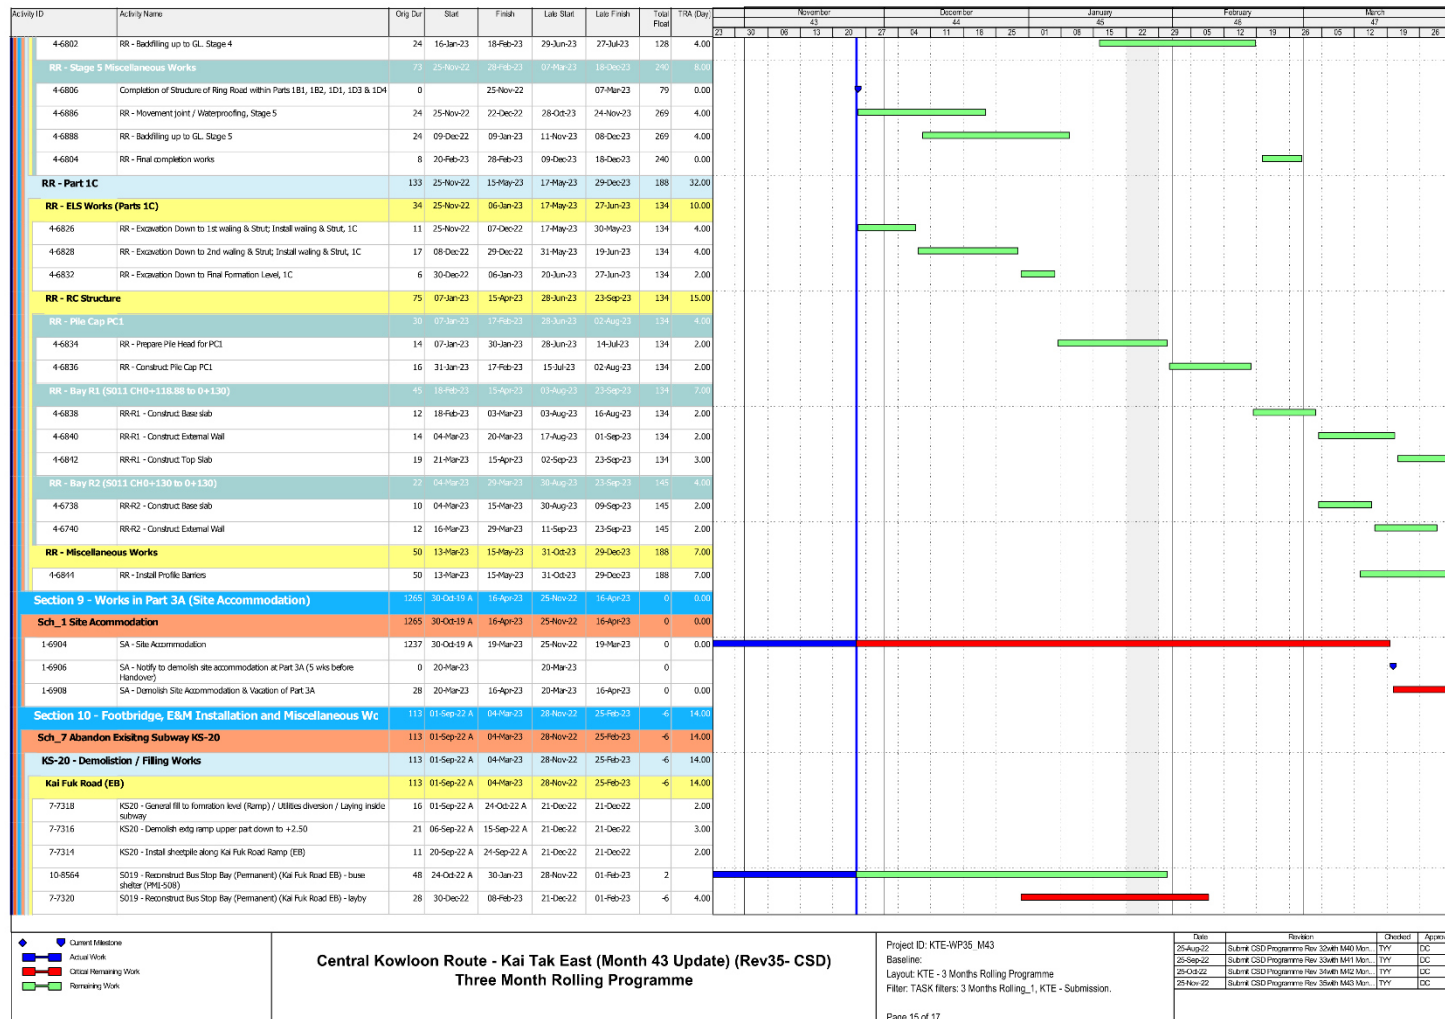 Activity ID Activity Name Orig Dur Start Finish Late Start Late Finish Total Float TRA (Day) November December January February March
43 44 45 46 47
23 30 06 13 20 27 04 11 18 25 01 08 15 22 29 05 12 19 26 05 12 19 26
4-6802 RR - Backfilling up to GL. Stage 4 24 16-Jan-23 18-Feb-23 29-Jun-23 27-Jul-23 128 4.00
RR - Stage 5 Miscellaneous Works 73 25-Nov-22 28-Feb-23 07-Mar-23 18-Dec-23 240 8.00
4-6806 Completion of Structure of Ring Road within Parts 1B1, 1B2, 1D1, 1D3 & 1D4 0 25-Nov-22 07-Mar-23 79 0.00
4-6886 RR - Movement joint / Waterproofing, Stage 5 24 25-Nov-22 22-Dec-22 28-Oct-23 24-Nov-23 269 4.00
4-6888 RR - Backfilling up to GL. Stage 5 24 09-Dec-22 09-Jan-23 11-Nov-23 08-Dec-23 269 4.00
4-6804 RR - Final completion works 8 20-Feb-23 28-Feb-23 09-Dec-23 18-Dec-23 240 0.00
RR - Part 1C 133 25-Nov-22 15-May-23 17-May-23 29-Dec-23 188 32.00
RR - ELS Works (Parts 1C) 34 25-Nov-22 06-Jan-23 17-May-23 27-Jun-23 134 10.00
4-6826 RR - Excavation Down to 1st waling & Strut; Install waling & Strut, 1C 11 25-Nov-22 07-Dec-22 17-May-23 30-May-23 134 4.00
4-6828 RR - Excavation Down to 2nd waling & Strut; Install waling & Strut, 1C 17 08-Dec-22 29-Dec-22 31-May-23 19-Jun-23 134 4.00
4-6832 RR - Excavation Down to Final Formation Level, 1C 6 30-Dec-22 06-Jan-23 20-Jun-23 27-Jun-23 134 2.00
RR - RC Structure 75 07-Jan-23 15-Apr-23 28-Jun-23 23-Sep-23 134 15.00
RR - Pile Cap PC1 30 07-Jan-23 17-Feb-23 28-Jun-23 02-Aug-23 134 4.00
4-6834 RR - Prepare Pile Head for PC1 14 07-Jan-23 30-Jan-23 28-Jun-23 14-Jul-23 134 2.00
4-6836 RR - Construct Pile Cap PC1 16 31-Jan-23 17-Feb-23 15-Jul-23 02-Aug-23 134 2.00
RR - Bay R1 (S011 CH0+118.88 to 0+130) 45 18-Feb-23 15-Apr-23 03-Aug-23 23-Sep-23 134 7.00
4-6838 RR-R1 - Construct Base slab 12 18-Feb-23 03-Mar-23 03-Aug-23 16-Aug-23 134 2.00
4-6840 RR-R1 - Construct External Wall 14 04-Mar-23 20-Mar-23 17-Aug-23 01-Sep-23 134 2.00
4-6842 RR-R1 - Construct Top Slab 19 21-Mar-23 15-Apr-23 02-Sep-23 23-Sep-23 134 3.00
RR - Bay R2 (S011 CH0+130 to 0+130) 22 04-Mar-23 29-Mar-23 30-Aug-23 23-Sep-23 145 4.00
4-6738 RR-R2 - Construct Base slab 10 04-Mar-23 15-Mar-23 30-Aug-23 09-Sep-23 145 2.00
4-6740 RR-R2 - Construct External Wall 12 16-Mar-23 29-Mar-23 11-Sep-23 23-Sep-23 145 2.00
RR - Miscellaneous Works 50 13-Mar-23 15-May-23 31-Oct-23 29-Dec-23 188 7.00
4-6844 RR - Install Profile Barriers 50 13-Mar-23 15-May-23 31-Oct-23 29-Dec-23 188 7.00
Section 9 - Works in Part 3A (Site Accommodation) 1265 30-Oct-19 A 16-Apr-23 25-Nov-22 16-Apr-23 0 0.00
Sch_1 Site Acommodation 1265 30-Oct-19 A 16-Apr-23 25-Nov-22 16-Apr-23 0 0.00
1-6904 SA - Site Accommodation 1237 30-Oct-19 A 19-Mar-23 25-Nov-22 19-Mar-23 0 0.00
1-6906 SA - Notify to demolish site accommodation at Part 3A (5 wks before Handover) 0 20-Mar-23 20-Mar-23 0
1-6908 SA - Demolish Site Accommodation & Vacation of Part 3A 28 20-Mar-23 16-Apr-23 20-Mar-23 16-Apr-23 0 0.00
Section 10 - Footbridge, E&M Installation and Miscellaneous Wc 113 01-Sep-22 A 04-Mar-23 28-Nov-22 25-Feb-23 -6 14.00
Sch_7 Abandon Exisitng Subway KS-20 113 01-Sep-22 A 04-Mar-23 28-Nov-22 25-Feb-23 -6 14.00
KS-20 - Demolistion / Filling Works 113 01-Sep-22 A 04-Mar-23 28-Nov-22 25-Feb-23 -6 14.00
Kai Fuk Road (EB) 113 01-Sep-22 A 04-Mar-23 28-Nov-22 25-Feb-23 -6 14.00
7-7318 KS20 - General fill to fomration level (Ramp) / Utilities diversion / Laying inside subway 16 01-Sep-22 A 24-Oct-22 A 21-Dec-22 21-Dec-22 2.00
7-7316 KS20 - Demolish extg ramp upper part down to +2.50 21 06-Sep-22 A 15-Sep-22 A 21-Dec-22 21-Dec-22 3.00
7-7314 KS20 - Install sheetpile along Kai Fuk Road Ramp (EB) 11 20-Sep-22 A 24-Sep-22 A 21-Dec-22 21-Dec-22 2.00
10-8564 S019 - Reconstruct Bus Stop Bay (Permanent) (Kai Fuk Road EB) - buse shelter (PMI-508) 48 24-Oct-22 A 30-Jan-23 28-Nov-22 01-Feb-23 2
7-7320 S019 - Reconstruct Bus Stop Bay (Permanent) (Kai Fuk Road EB) - layby 28 30-Dec-22 08-Feb-23 21-Dec-22 01-Feb-23 -6 4.00
Current Milestone
Actual Work
Critical Remaining Work
Remaining Work
Central Kowloon Route - Kai Tak East (Month 43 Update) (Rev35- CSD)
Three Month Rolling Programme
Project ID: KTE-WP35_M43
Baseline:
Layout: KTE - 3 Months Rolling Programme
Filter: TASK filters: 3 Months Rolling_1, KTE - Submission.
Page 15 of 17
Date Revision Checked Approv
25-Aug-22 Submit CSD Programme Rev 32with M40 Mon... TYY DC
25-Sep-22 Submit CSD Programme Rev 33with M41 Mon... TYY DC
25-Oct-22 Submit CSD Programme Rev 34with M42 Mon... TYY DC
25-Nov-22 Submit CSD Programme Rev 35with M43 Mon... TYY DC